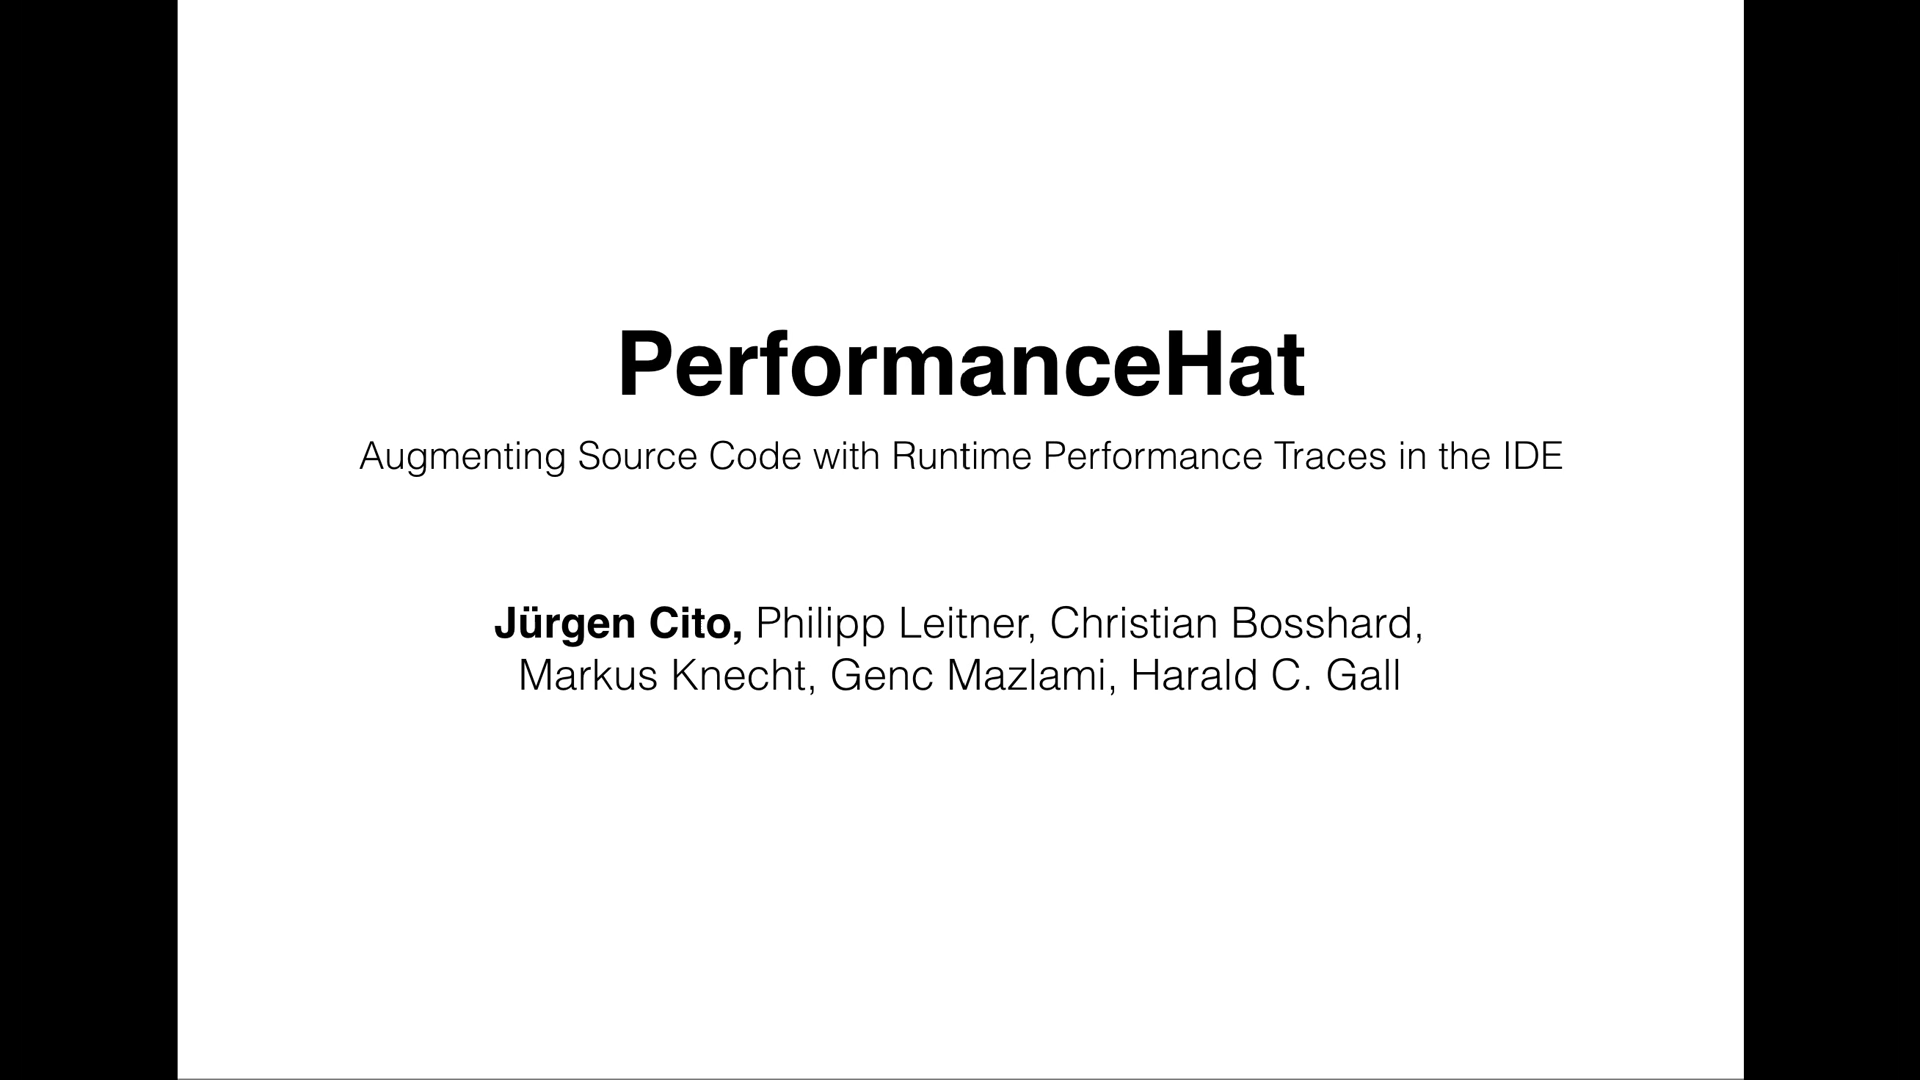 PerformanceHat
Augmenting Source Code with Runtime Performance Traces in the IDE
Jürgen Cito, Philipp Leitner, Christian Bosshard,
Markus Knecht, Genc Mazlami, Harald C. Gall